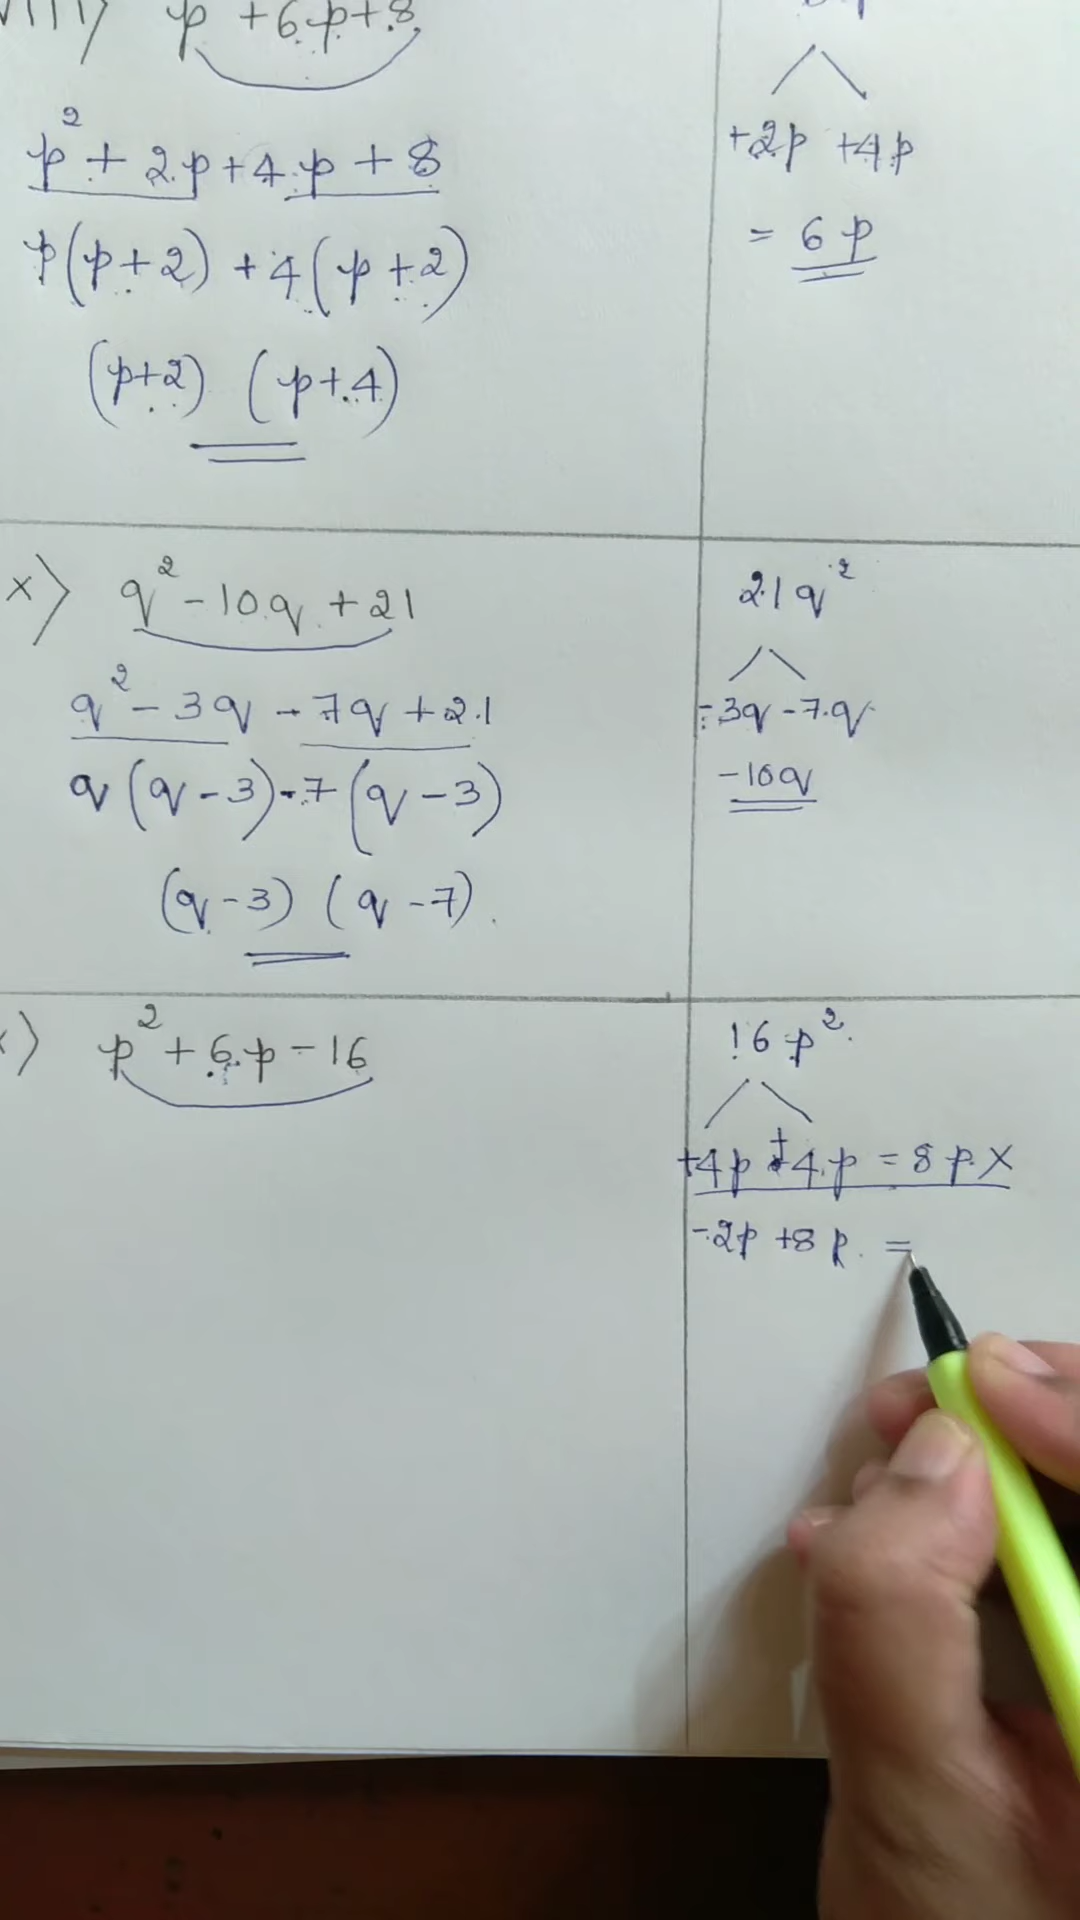 VIII) p +6p+8
p² + 2p+4p + 8
p(p+2) +4(p+2)
(p+2) (p+4)
+2p +4p
= 6p
x) q² -10q +21
q² - 3q - 7q +21
q(q-3)-7(q-3)
(q-3) (q-7).
21q²
-3q -7q
-10q
) p² +6p-16
16p²
+4p +4p = 8p X
-2p +8p =